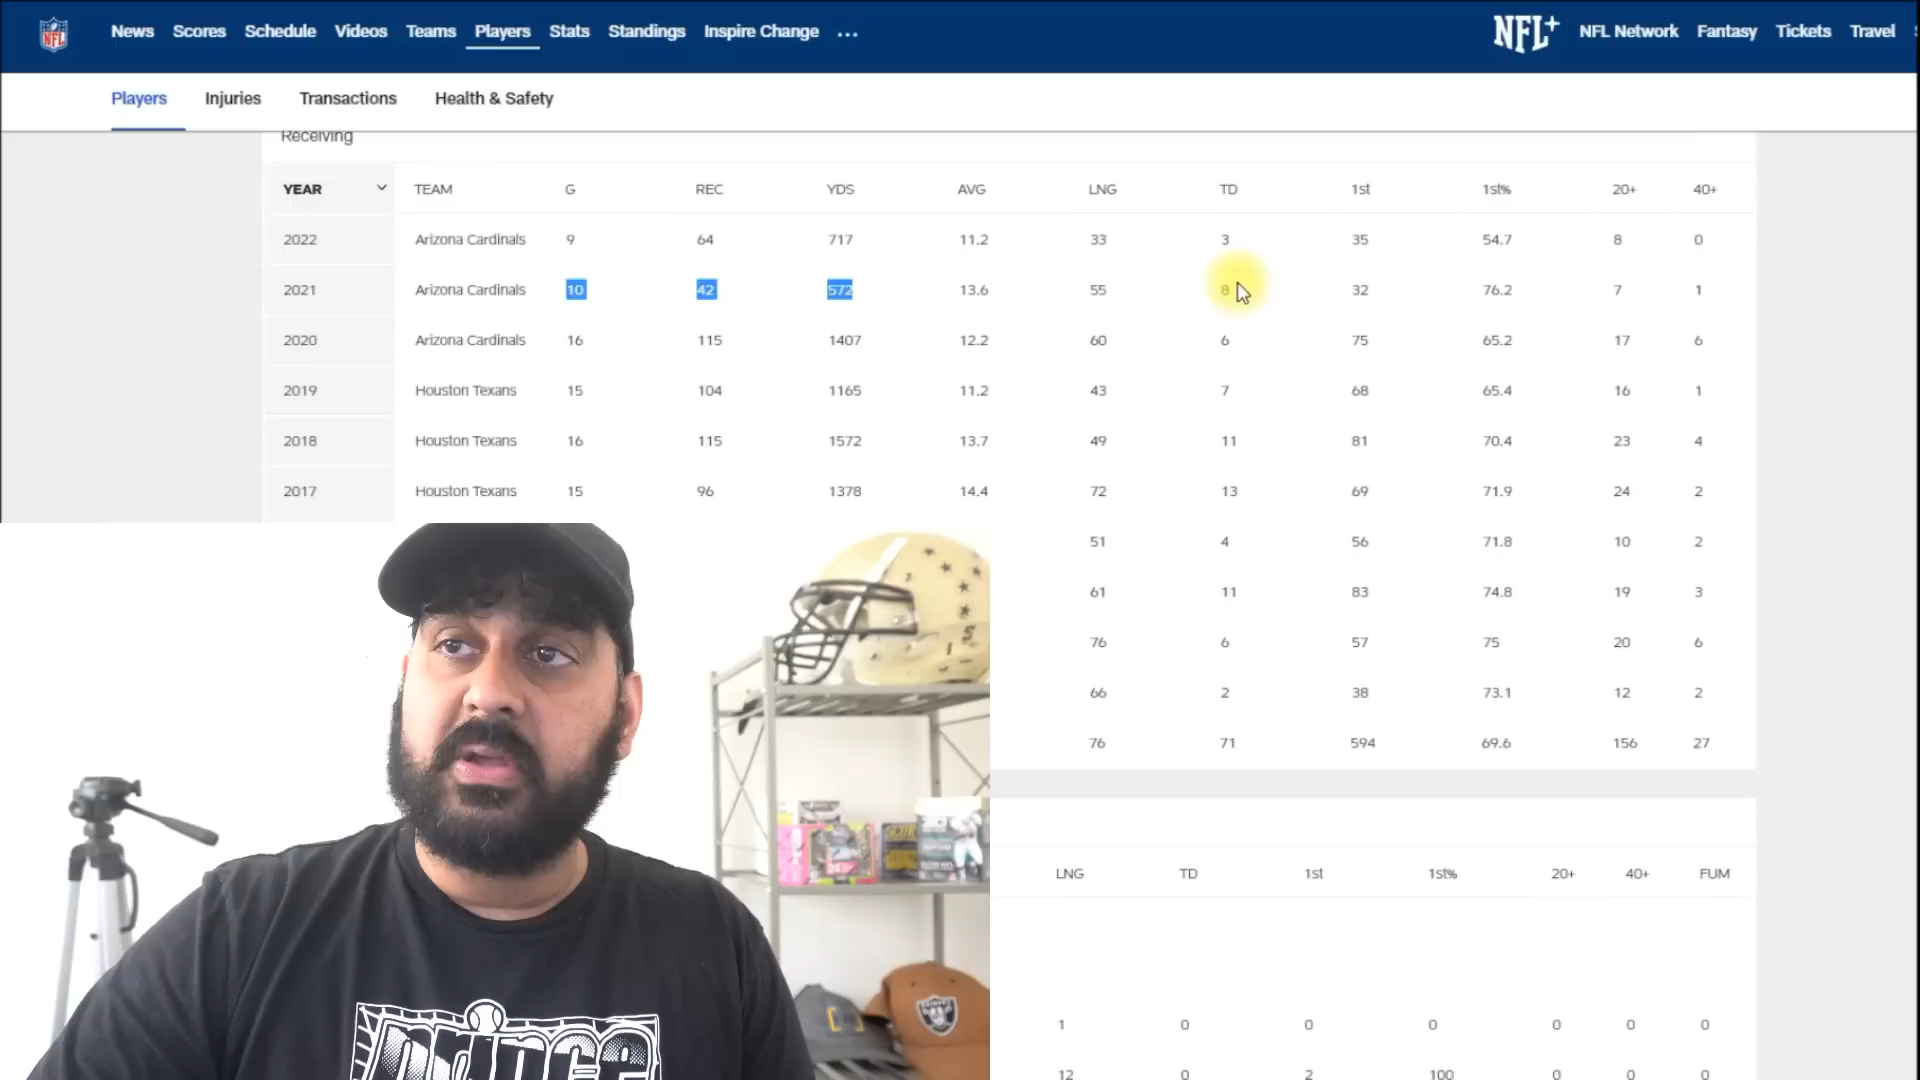 NFL News Scores Schedule Videos Teams Players Stats Standings Inspire Change ... NFL+ NFL Network Fantasy Tickets Travel
Players Injuries Transactions Health & Safety
Receiving
YEAR TEAM G REC YDS AVG LNG TD 1st 1st% 20+ 40+
2022 Arizona Cardinals 9 64 717 11.2 33 3 35 54.7 8 0
2021 Arizona Cardinals 10 42 572 13.6 55 8 32 76.2 7 1
2020 Arizona Cardinals 16 115 1407 12.2 60 6 75 65.2 17 6
2019 Houston Texans 15 104 1165 11.2 43 7 68 65.4 16 1
2018 Houston Texans 16 115 1572 13.7 49 11 81 70.4 23 4
2017 Houston Texans 15 96 1378 14.4 72 13 69 71.9 24 2
51 4 56 71.8 10 2
61 11 83 74.8 19 3
76 6 57 75 20 6
66 2 38 73.1 12 2
76 71 594 69.6 156 27
LNG TD 1st 1st% 20+ 40+ FUM
1 0 0 0 0 0 0
12 0 2 100 0 0 0
RAIDERS
prince